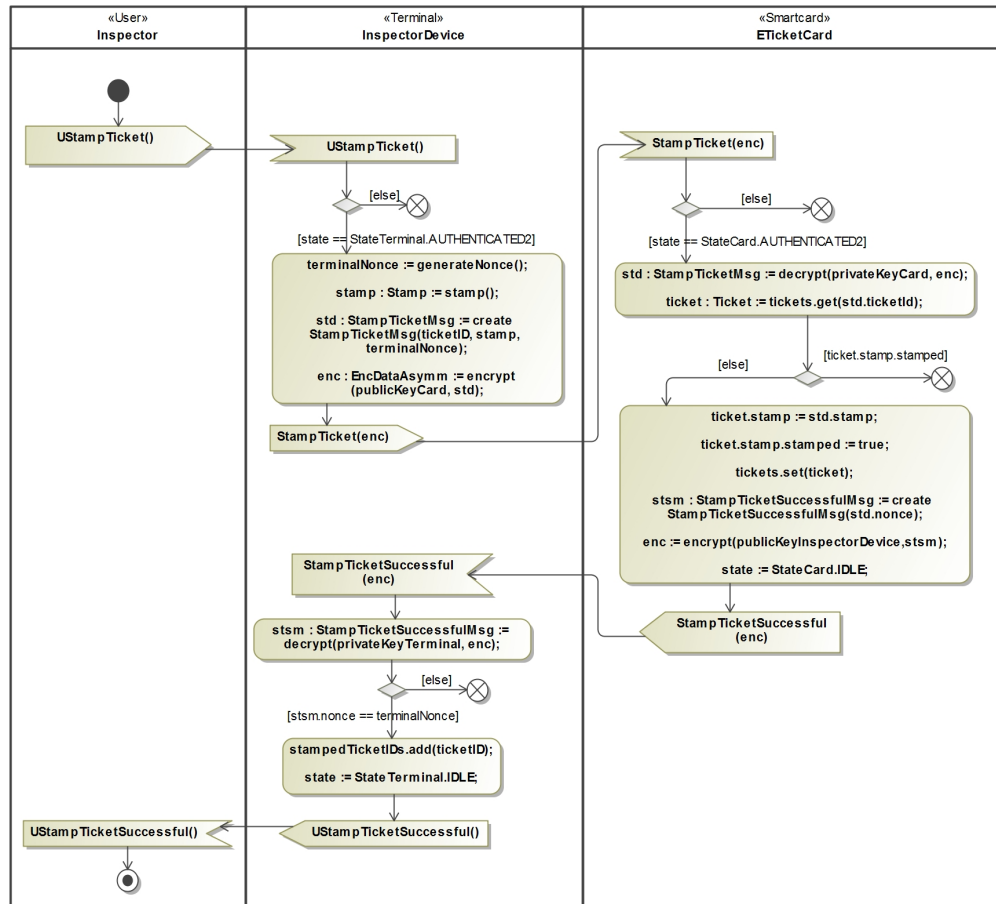 «User»
Inspector
«Terminal»
InspectorDevice
«Smartcard»
ETicketCard
UStampTicket()
UStampTicket()
[else]
[state == StateTerminal.AUTHENTICATED2]
terminalNonce := generateNonce();
stamp : Stamp := stamp();
std : StampTicketMsg := create
StampTicketMsg(ticketID, stamp,
terminalNonce);
enc : EncDataAsymm := encrypt
(publicKeyCard, std);
StampTicket(enc)
StampTicket(enc)
[else]
[state == StateCard.AUTHENTICATED2]
std : StampTicketMsg := decrypt(privateKeyCard, enc);
ticket : Ticket := tickets.get(std.ticketId);
[else]
[ticket.stamp.stamped]
ticket.stamp := std.stamp;
ticket.stamp.stamped := true;
tickets.set(ticket);
stsm : StampTicketSuccessfulMsg := create
StampTicketSuccessfulMsg(std.nonce);
enc := encrypt(publicKeyInspectorDevice,stsm);
state := StateCard.IDLE;
StampTicketSuccessful
(enc)
StampTicketSuccessful
(enc)
stsm : StampTicketSuccessfulMsg :=
decrypt(privateKeyTerminal, enc);
[else]
[stsm.nonce == terminalNonce]
stampedTicketIDs.add(ticketID);
state := StateTerminal.IDLE;
UStampTicketSuccessful()
UStampTicketSuccessful()